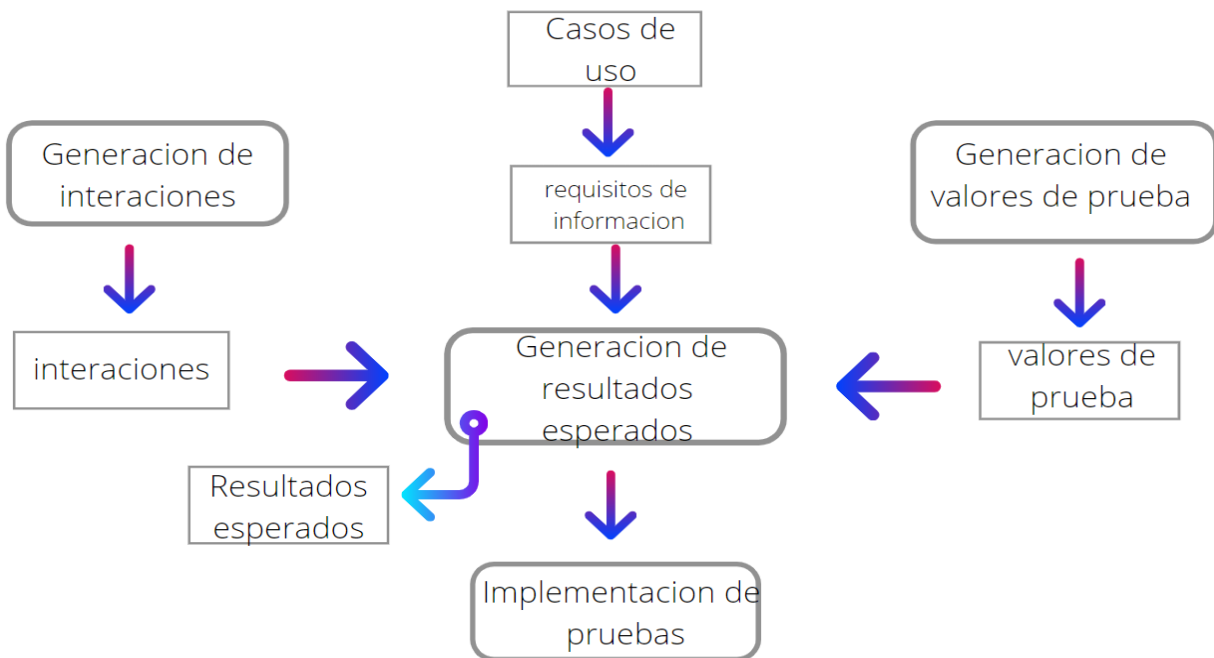 Casos de
uso
Generacion de
interaciones
requisitos de
informacion
Generacion de
valores de prueba
interaciones
Generacion de
resultados
esperados
valores de
prueba
Resultados
esperados
Implementacion de
pruebas